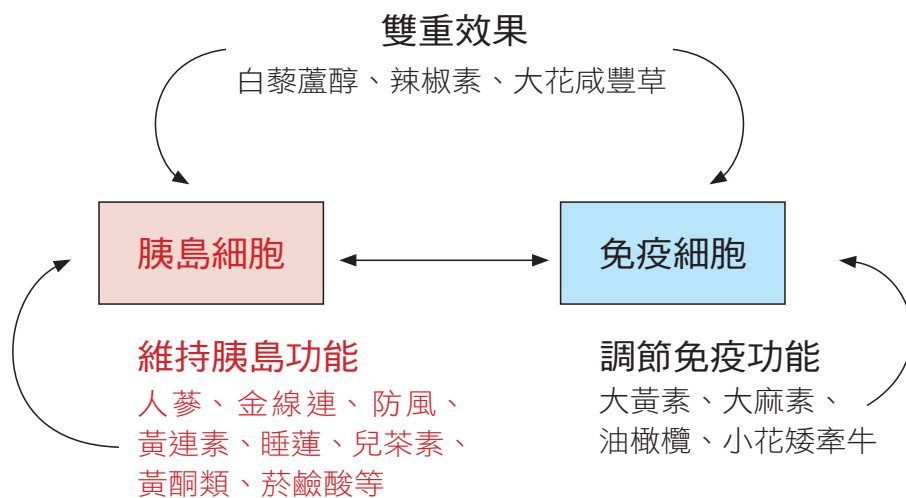 雙重效果
白藜蘆醇、辣椒素、大花咸豐草
胰島細胞
免疫細胞
維持胰島功能
人蔘、金線連、防風、
黃連素、睡蓮、兒茶素、
黃酮類、菸鹼酸等
調節免疫功能
大黃素、大麻素、
油橄欖、小花矮牽牛